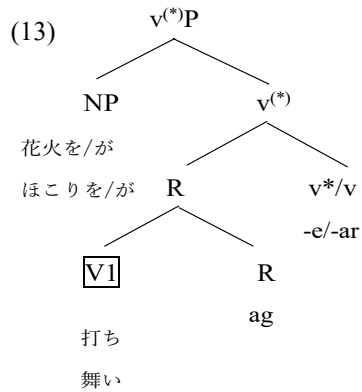 (13)
v(*)P
NP v(*)
花火を/が
ほこりを/が R v*/v
-e/-ar
V1 R
ag
打ち
舞い